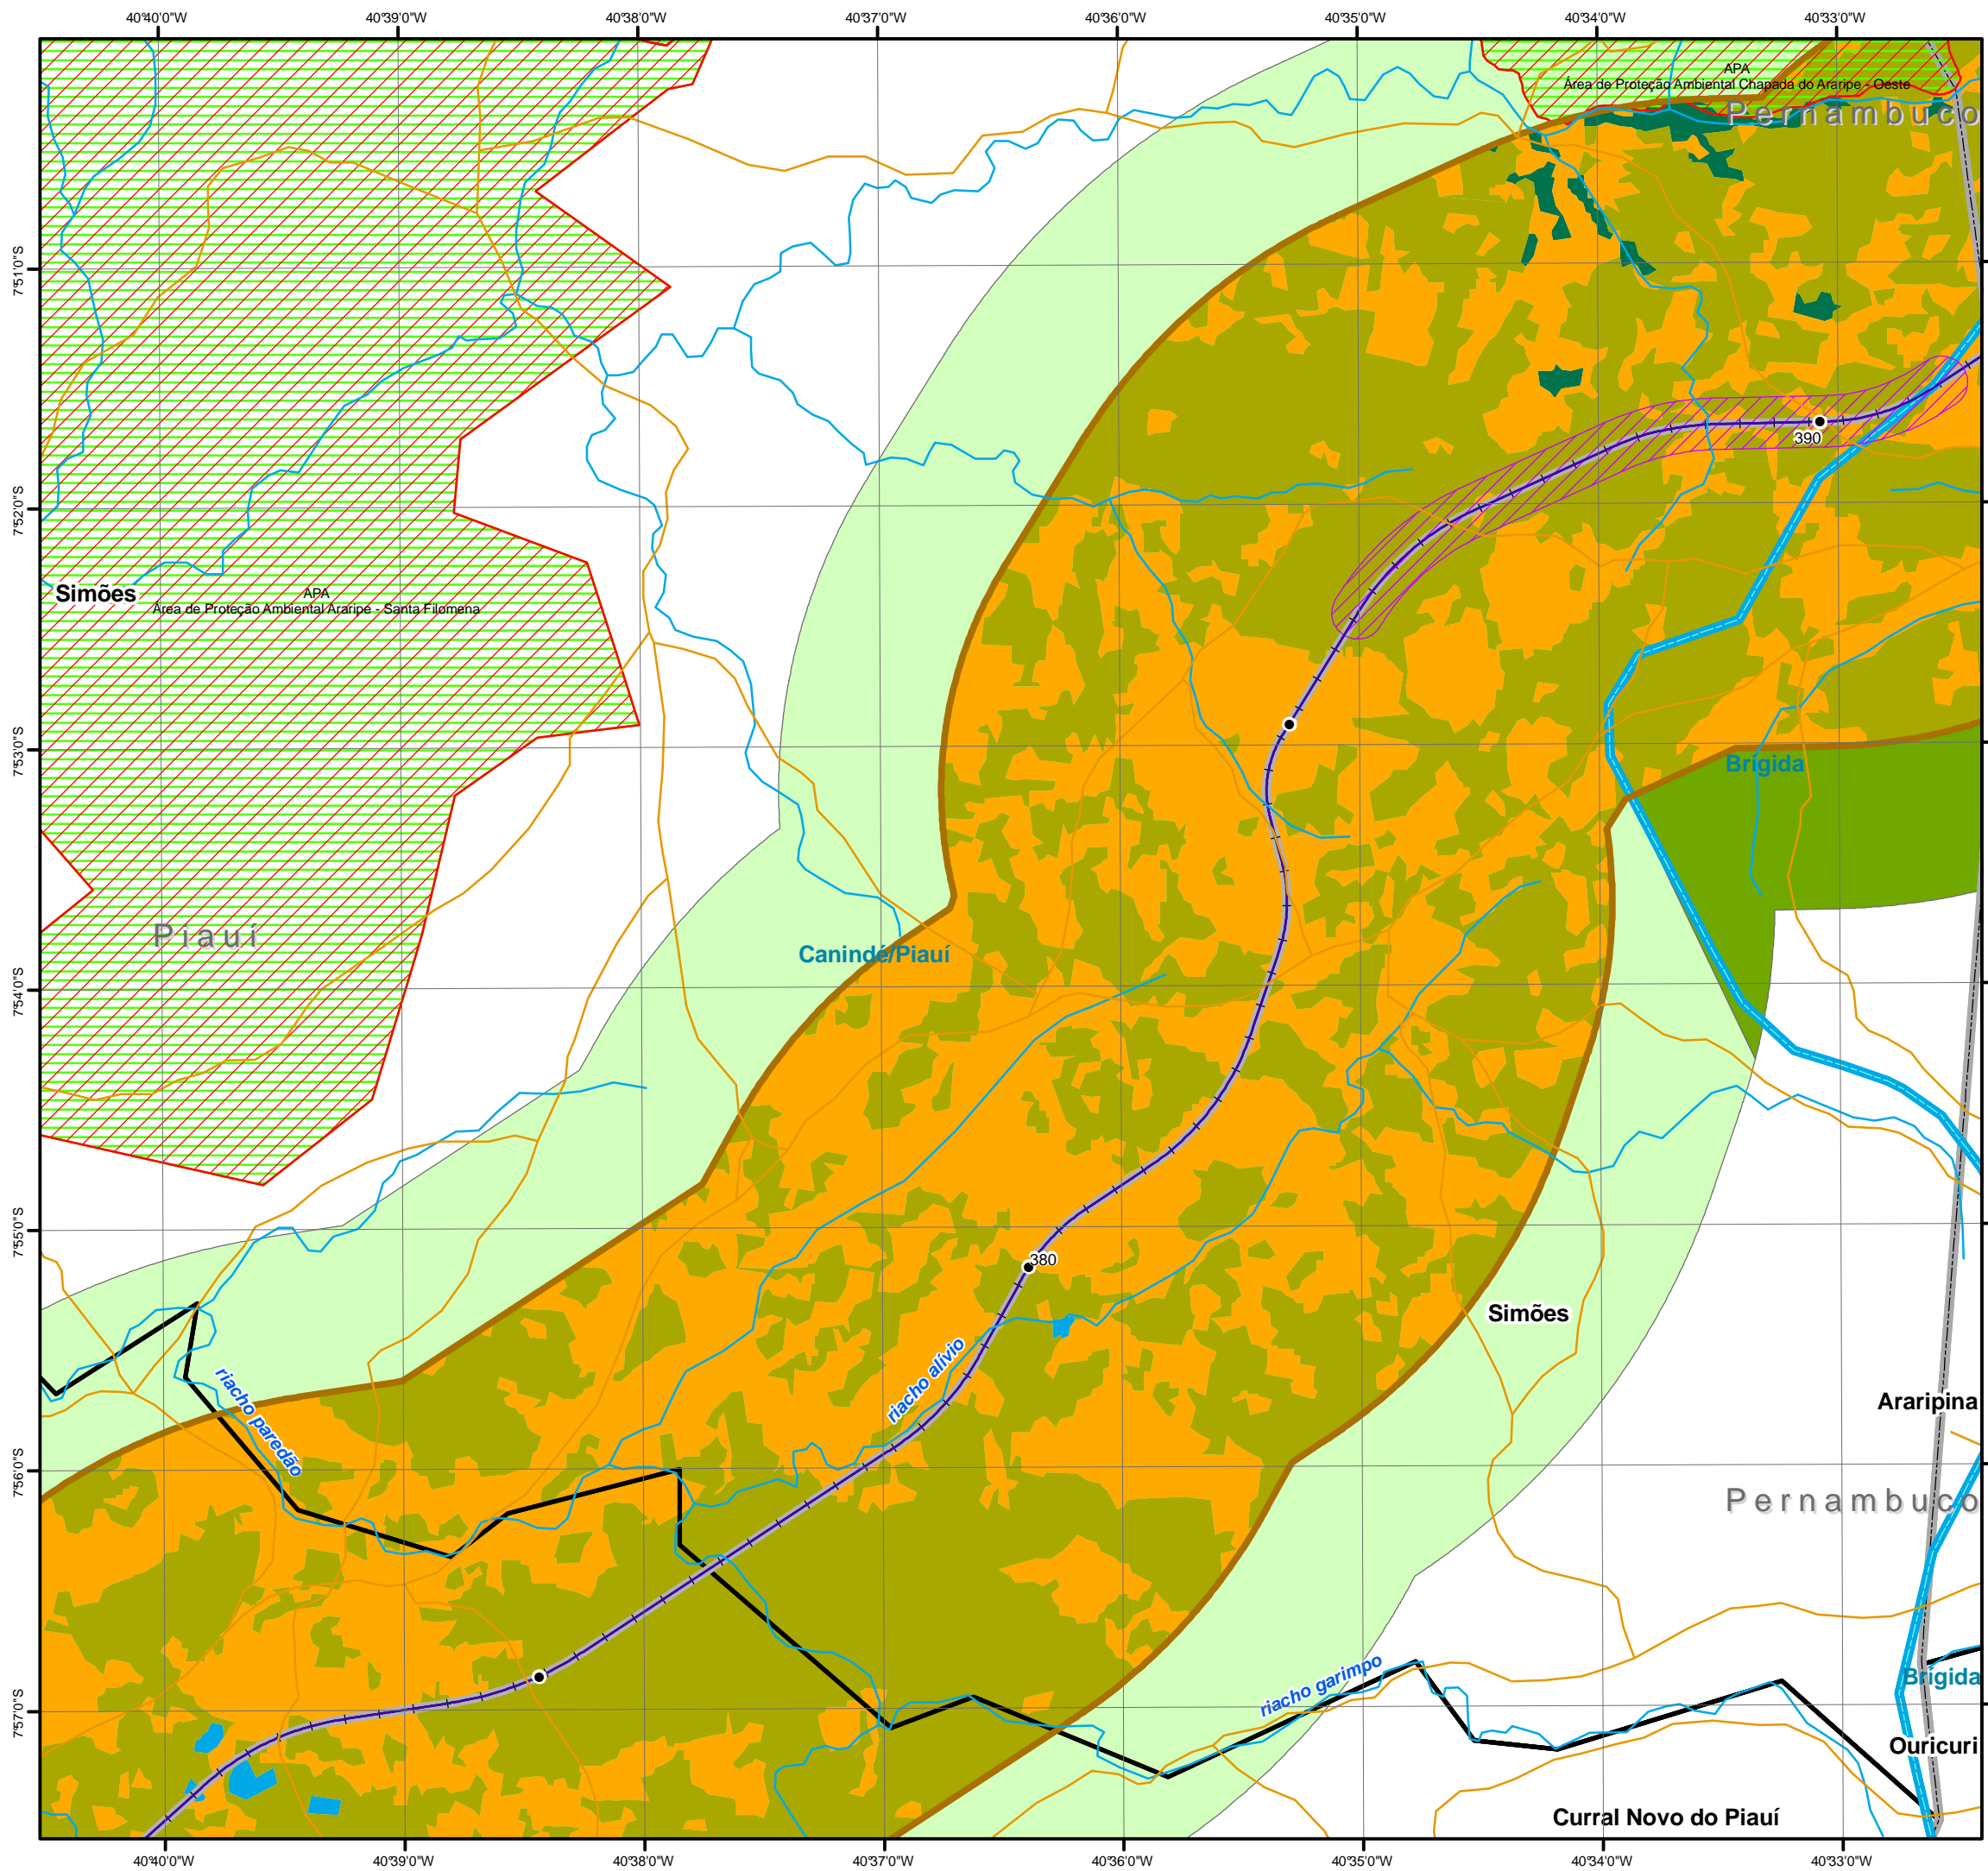 40°40'0"W 40°39'0"W 40°38'0"W 40°37'0"W 40°36'0"W 40°35'0"W 40°34'0"W 40°33'0"W
APA
Área de Proteção Ambiental Chapada do Araripe - Oeste
Pernambuco
7°51'0"S
390
7°52'0"S
Simões
APA
Área de Proteção Ambiental Araripe - Santa Filomena
7°53'0"S
Brígida
Piauí
Canindé/Piauí
7°54'0"S
7°55'0"S
380
Simões
riacho paredão
riacho alívio
Araripina
7°56'0"S
Pernambuco
riacho garimpo
Brígida
7°57'0"S
Ouricuri
Curral Novo do Piauí
40°40'0"W 40°39'0"W 40°38'0"W 40°37'0"W 40°36'0"W 40°35'0"W 40°34'0"W 40°33'0"W